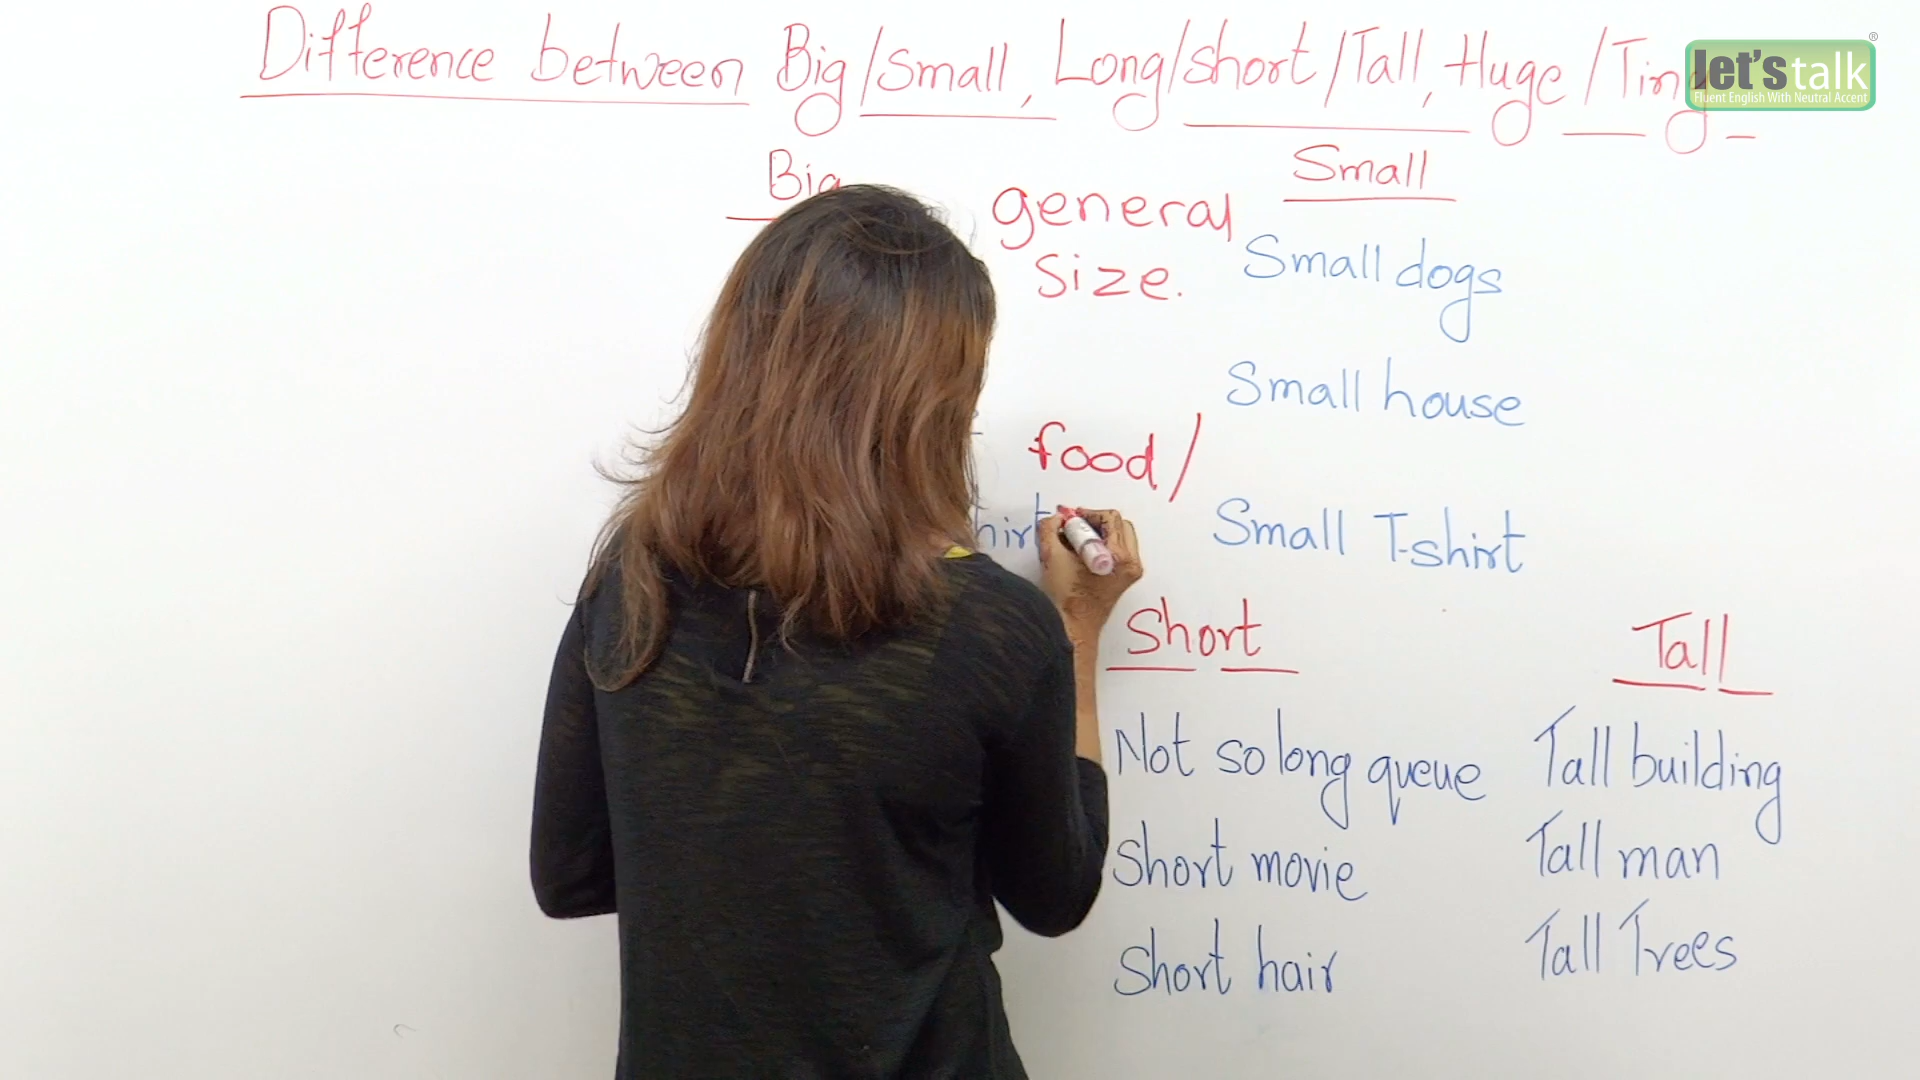 Difference between Big/Small, Long/short/Tall, Huge/Ting
let's talk
Fluent English With Neutral Accent
Big
Small
general
size.
Small dogs
Small house
food/
hirt
Small T-shirt
Short
Tall
Not so long queue
Tall building
Short movie
Tall man
Short hair
Tall Trees